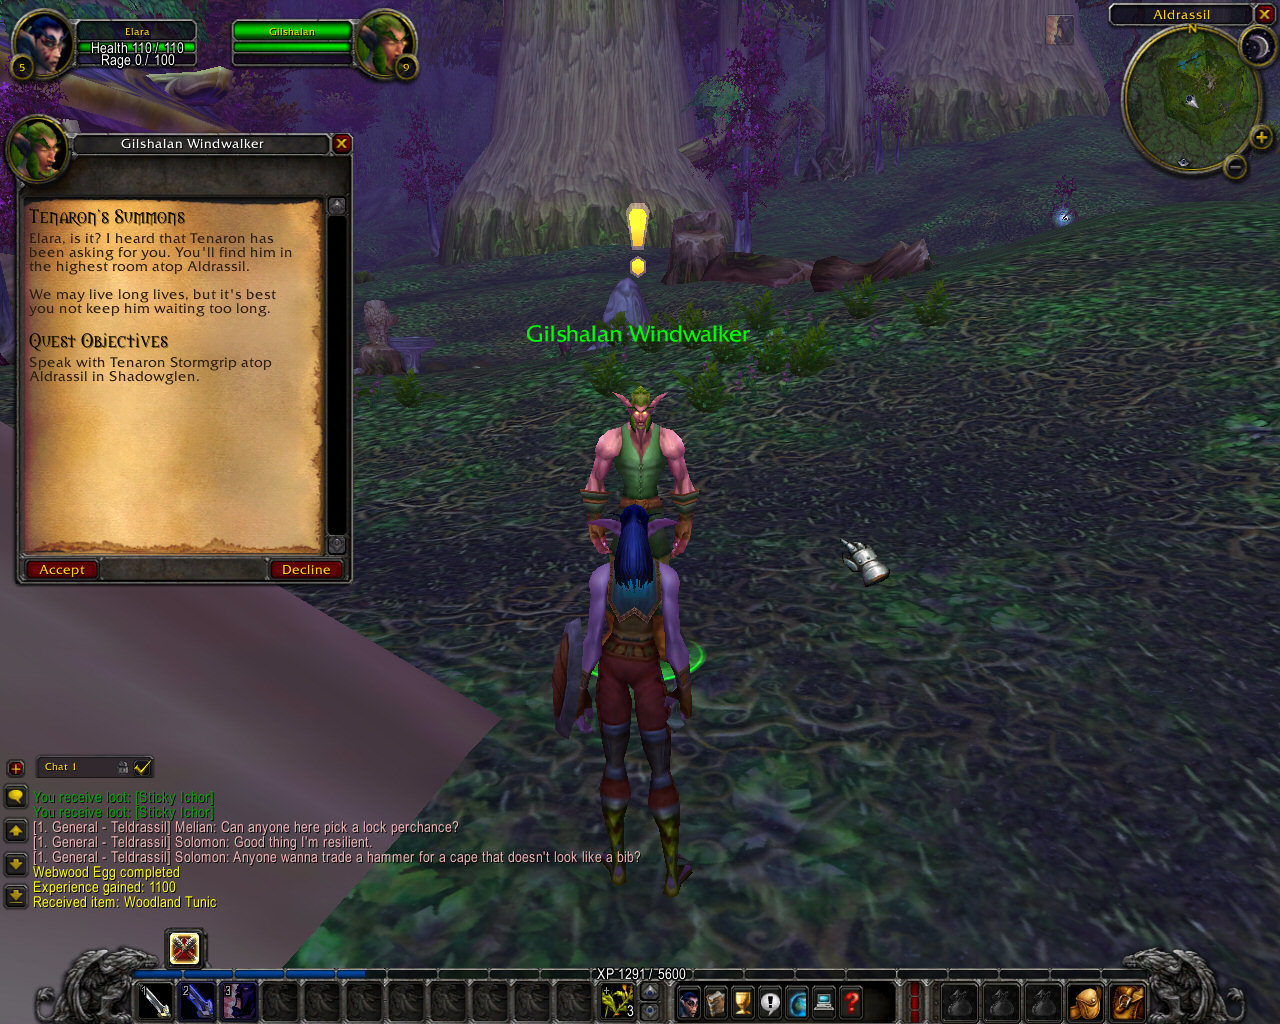 Elara
Health 110 / 110
Rage 0 / 100
5
Gilshalan
9
Aldrassil
N
Gilshalan Windwalker
Tenaron's Summons
Elara, is it? I heard that Tenaron has
been asking for you. You'll find him in
the highest room atop Aldrassil.
We may live long lives, but it's best
you not keep him waiting too long.
Quest Objectives
Speak with Tenaron Stormgrip atop
Aldrassil in Shadowglen.
Accept
Decline
Gilshalan Windwalker
Chat 1
You receive loot: [Sticky Ichor]
You receive loot: [Sticky Ichor]
[1. General - Teldrassil] Melian: Can anyone here pick a lock perchance?
[1. General - Teldrassil] Solomon: Good thing I'm resilient.
[1. General - Teldrassil] Solomon: Anyone wanna trade a hammer for a cape that doesn't look like a bib?
Webwood Egg completed
Experience gained: 1100
Received item: Woodland Tunic
XP 1291 / 5600
1
2
3
3